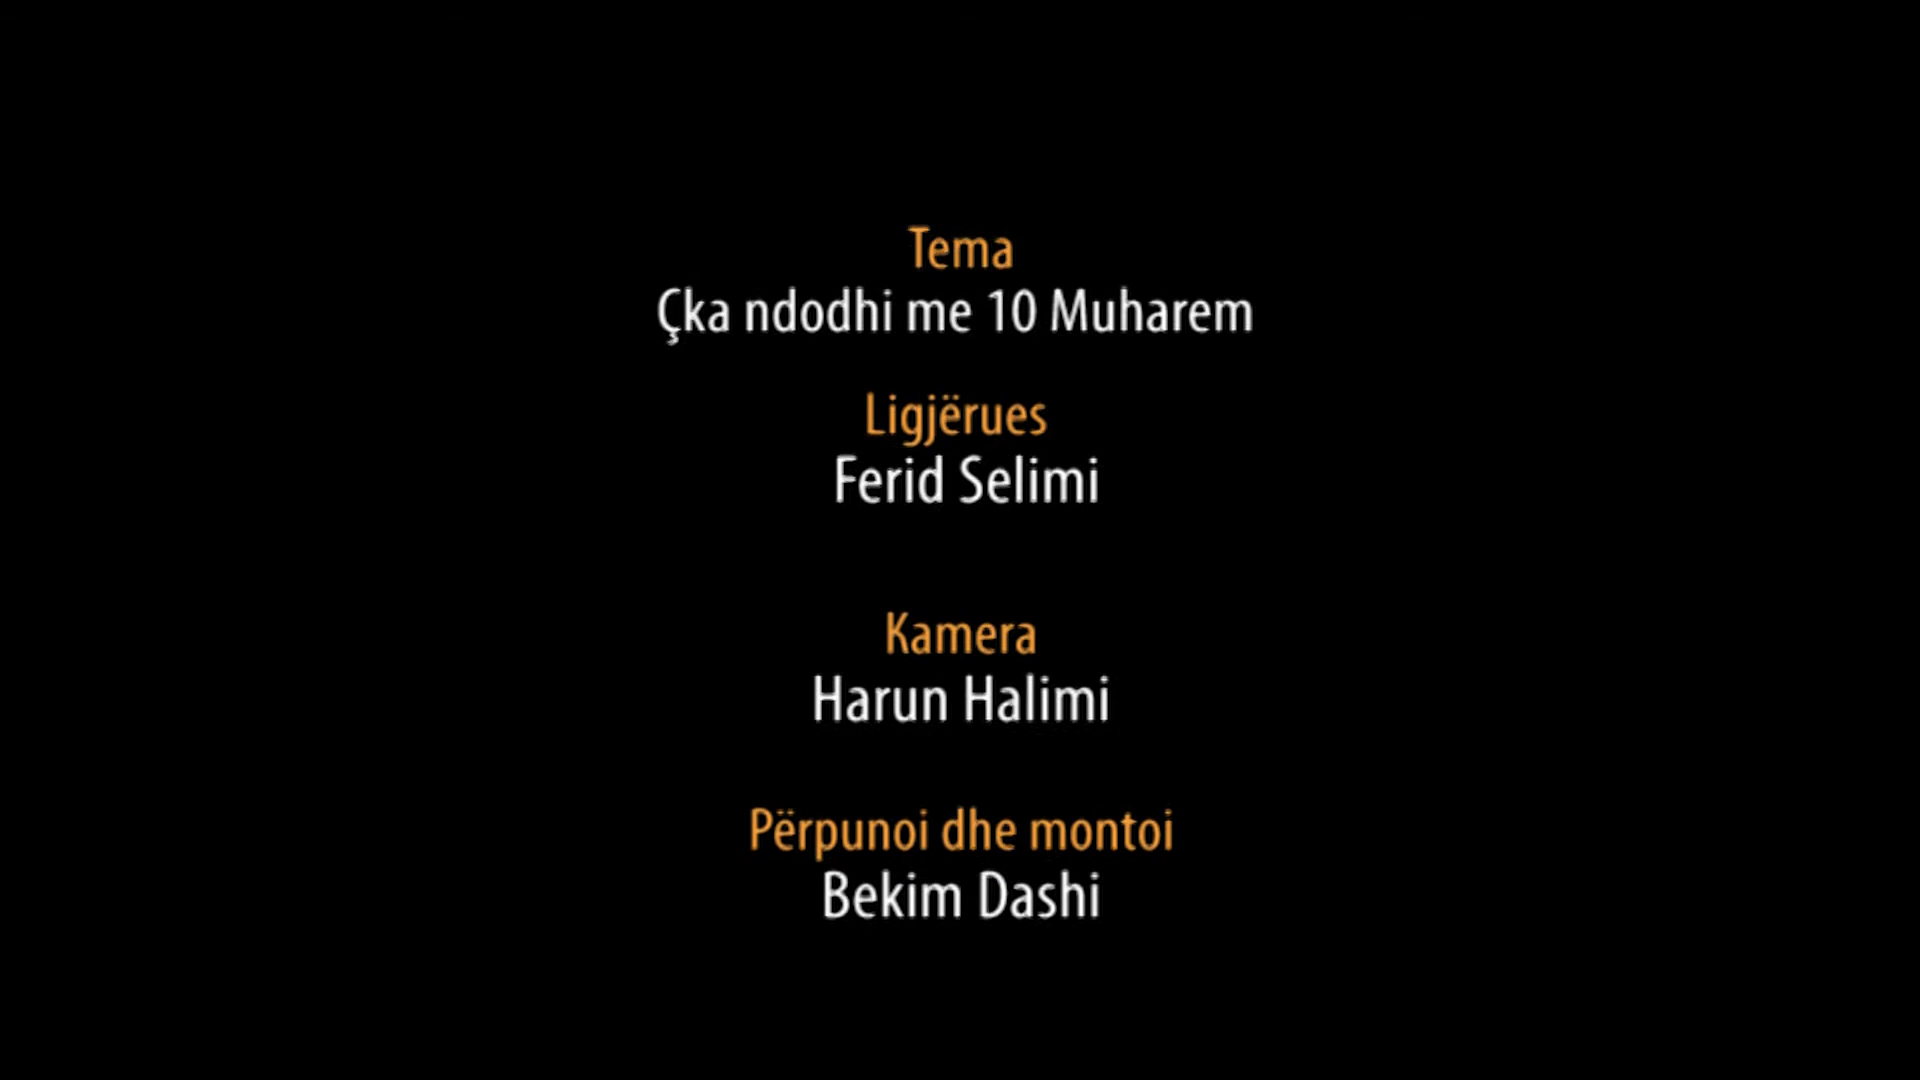 Tema
Çka ndodhi me 10 Muharem
Ligjërues
Ferid Selimi
Kamera
Harun Halimi
Përpunoi dhe montoi
Bekim Dashi